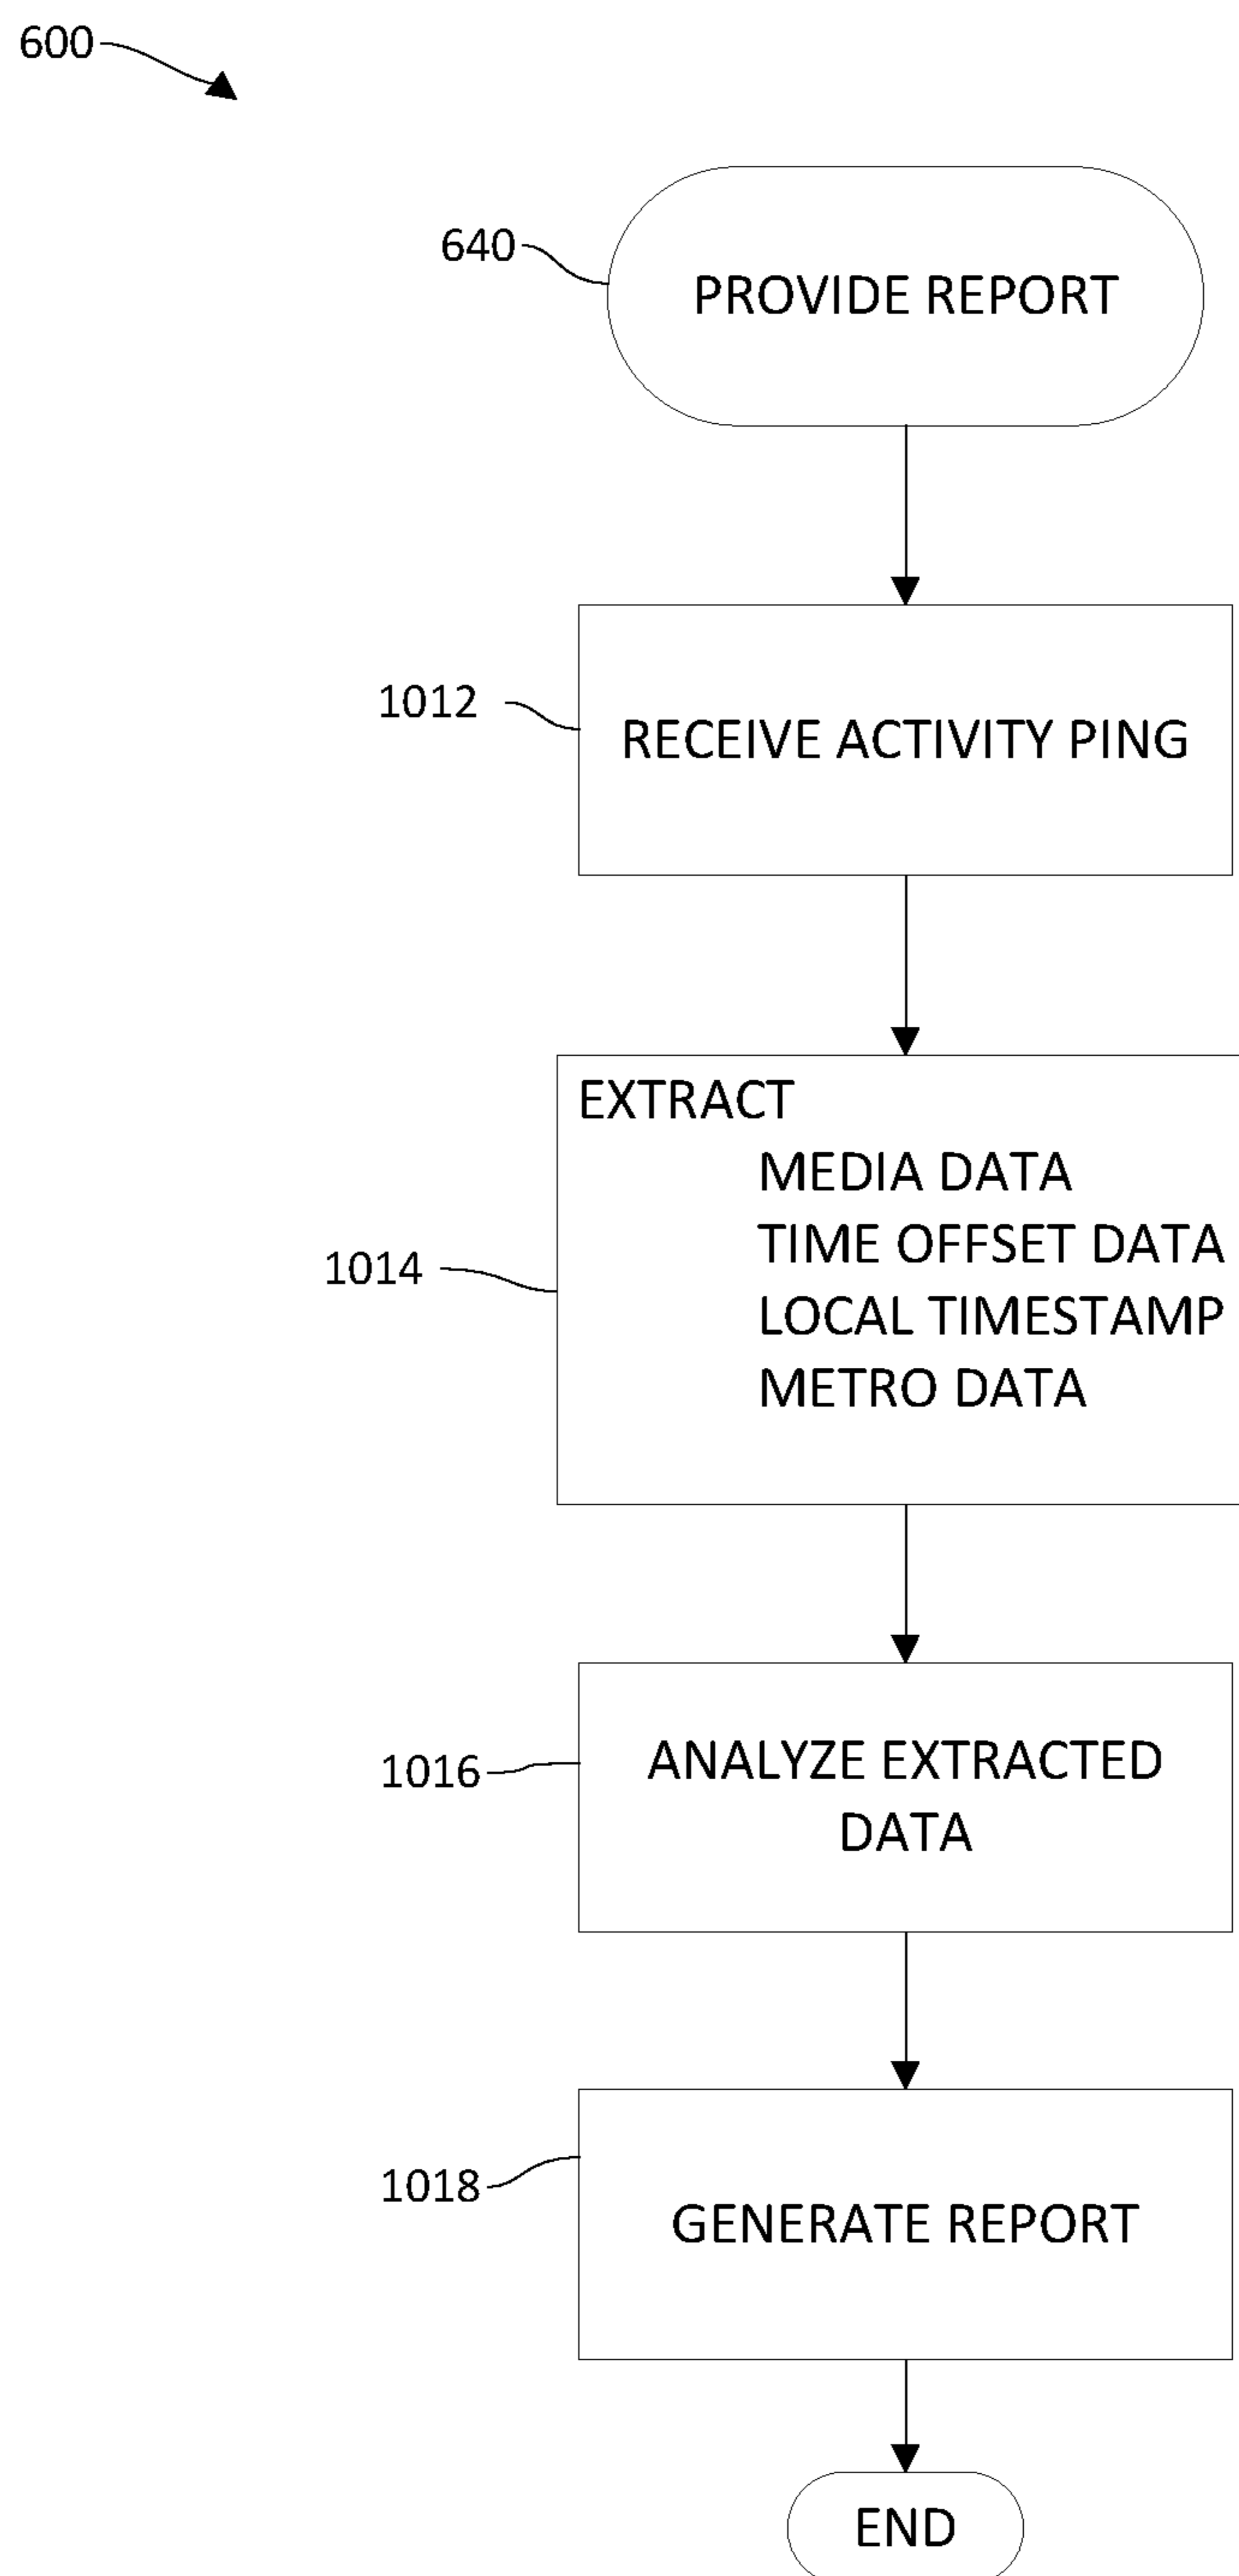 600
640
PROVIDE REPORT
1012
RECEIVE ACTIVITY PING
EXTRACT
MEDIA DATA
TIME OFFSET DATA
1014
LOCAL TIMESTAMP
METRO DATA
1016
ANALYZE EXTRACTED
DATA
1018
GENERATE REPORT
END